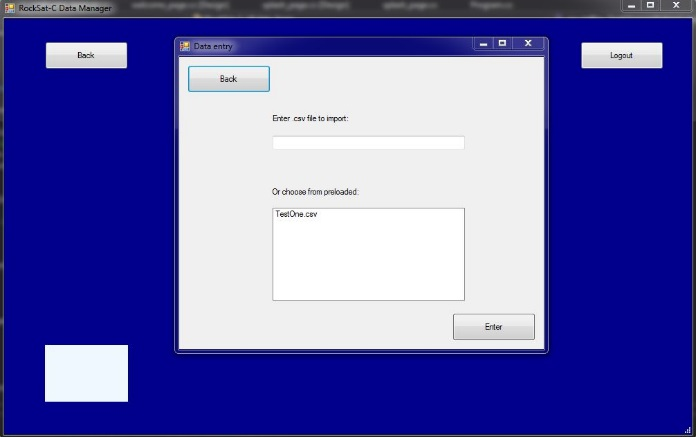 RockSat-C Data Manager
Back
Logout
Data entry
Back
Enter .csv file to import:
Or choose from preloaded:
TestOne.csv
Enter